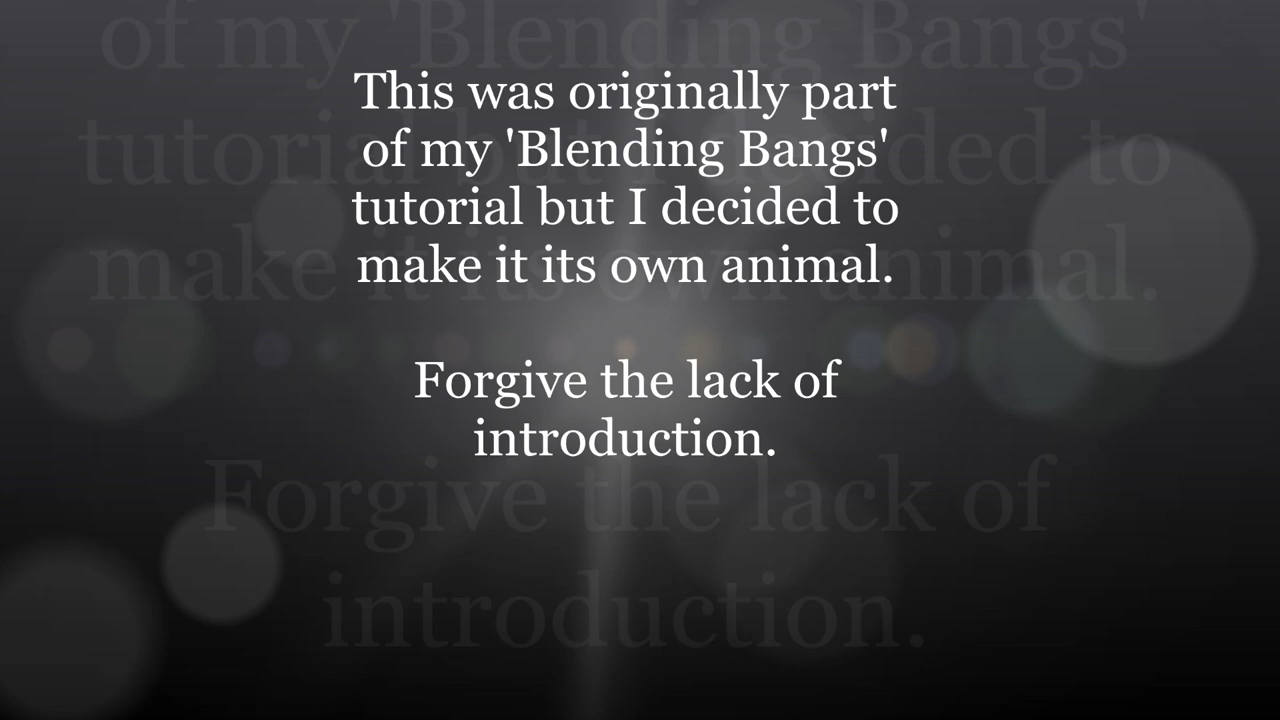 This was originally part
of my 'Blending Bangs'
tutorial but I decided to
make it its own animal.
Forgive the lack of
introduction.